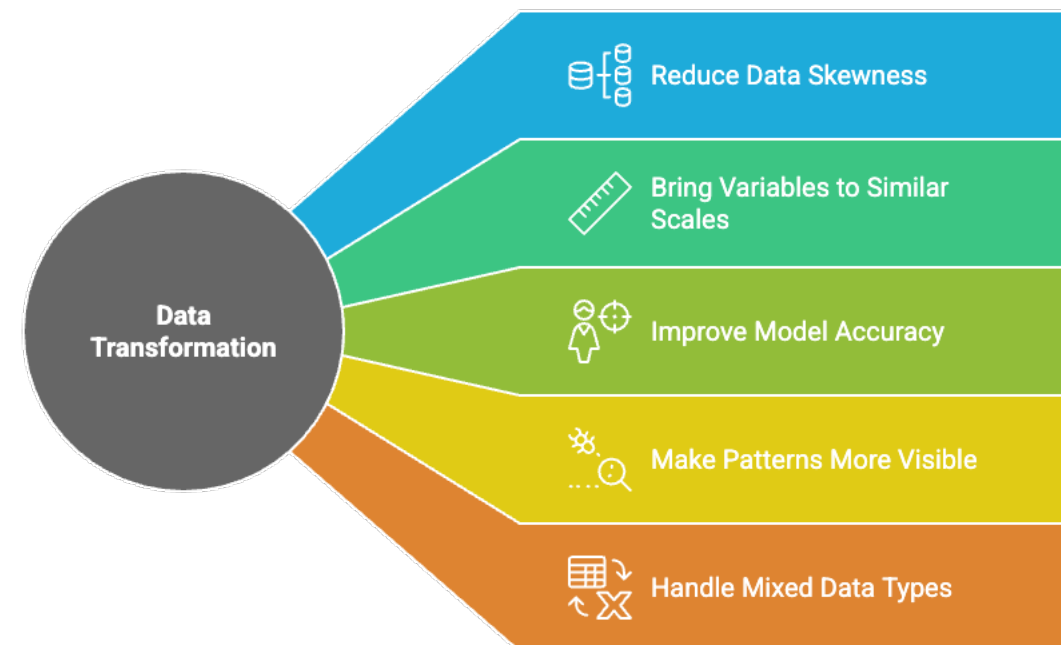 Reduce Data Skewness
Bring Variables to Similar
Scales
Data
Transformation
Improve Model Accuracy
Make Patterns More Visible
Handle Mixed Data Types